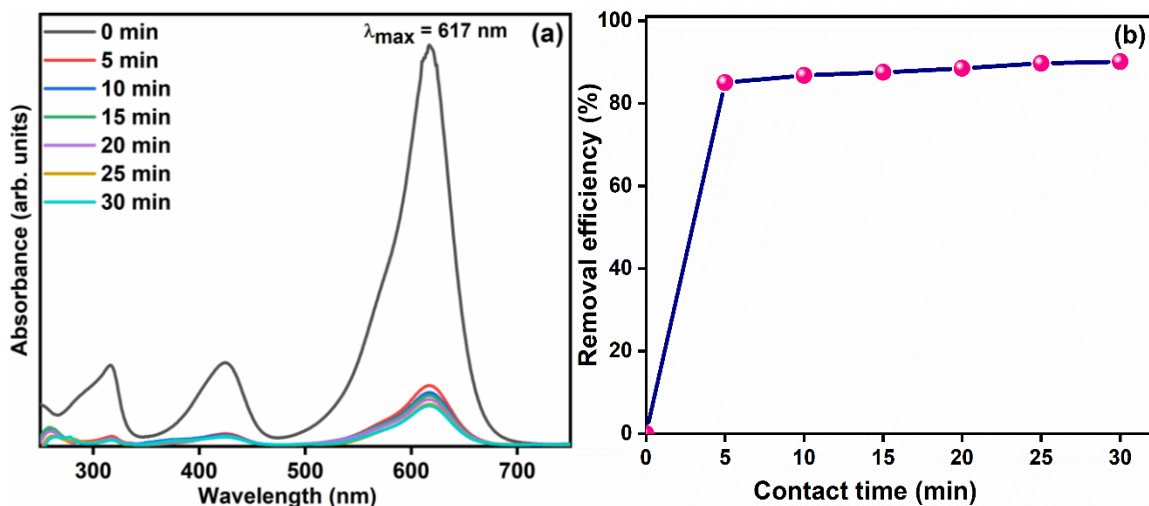 0 min
5 min
10 min
15 min
20 min
25 min
30 min
λmax = 617 nm
(a)
Absorbance (arb. units)
300
400
500
600
700
Wavelength (nm)
(b)
Removal efficiency (%)
100
80
60
40
20
0
0
5
10
15
20
25
30
Contact time (min)